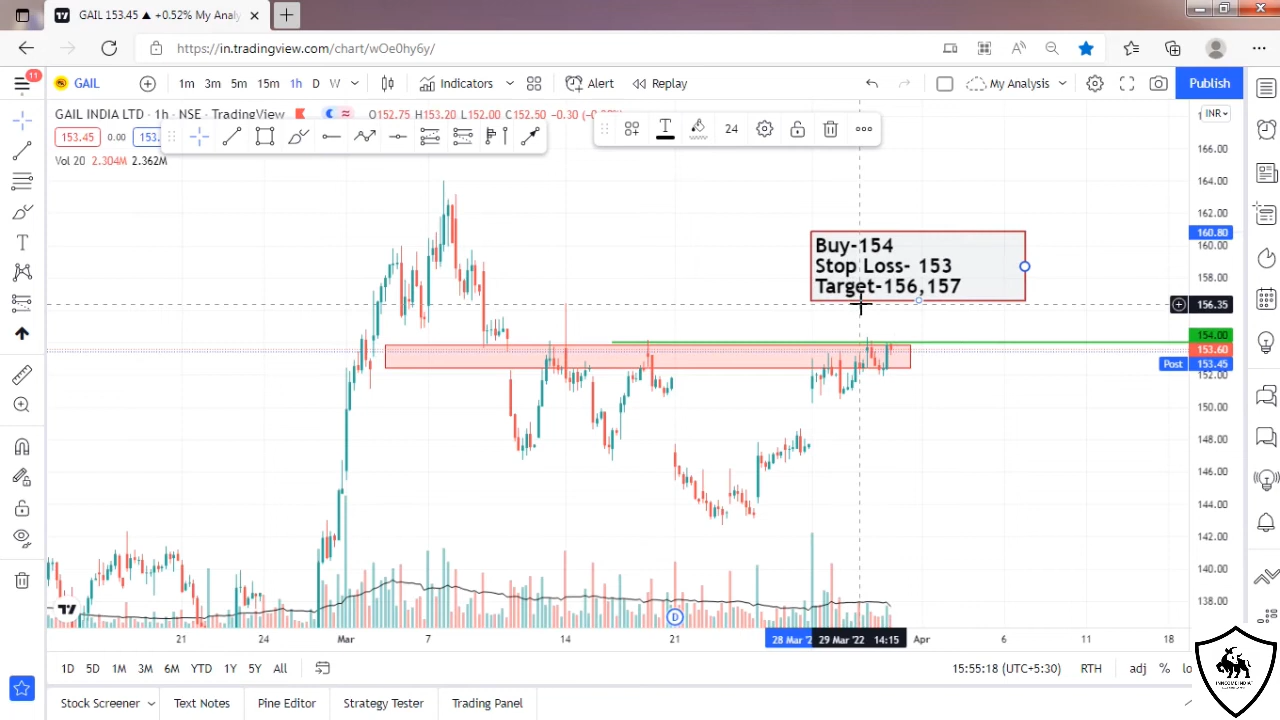 GAIL 153.45 ▲ +0.52% My Analy
https://in.tradingview.com/chart/wOe0hy6y/
11
GAIL 1m 3m 5m 15m 1h D W Indicators Alert Replay My Analysis Publish
GAIL INDIA LTD · 1h · NSE · TradingView O152.75 H153.20 L152.00 C152.50 -0.30
INR
153.45 0.00 153.
24
Vol 20 2.304M 2.362M
166.00
164.00
162.00
160.80
160.00
158.00
156.35
154.00
153.60
Post 153.45
152.00
150.00
148.00
146.00
144.00
142.00
140.00
138.00
Buy-154
Stop Loss- 153
Target-156,157
D
21 24 Mar 7 14 21 28 Mar '2 29 Mar '22 14:15 Apr 6 11 18
1D 5D 1M 3M 6M YTD 1Y 5Y All 15:55:18 (UTC+5:30) RTH adj % lo
Stock Screener Text Notes Pine Editor Strategy Tester Trading Panel